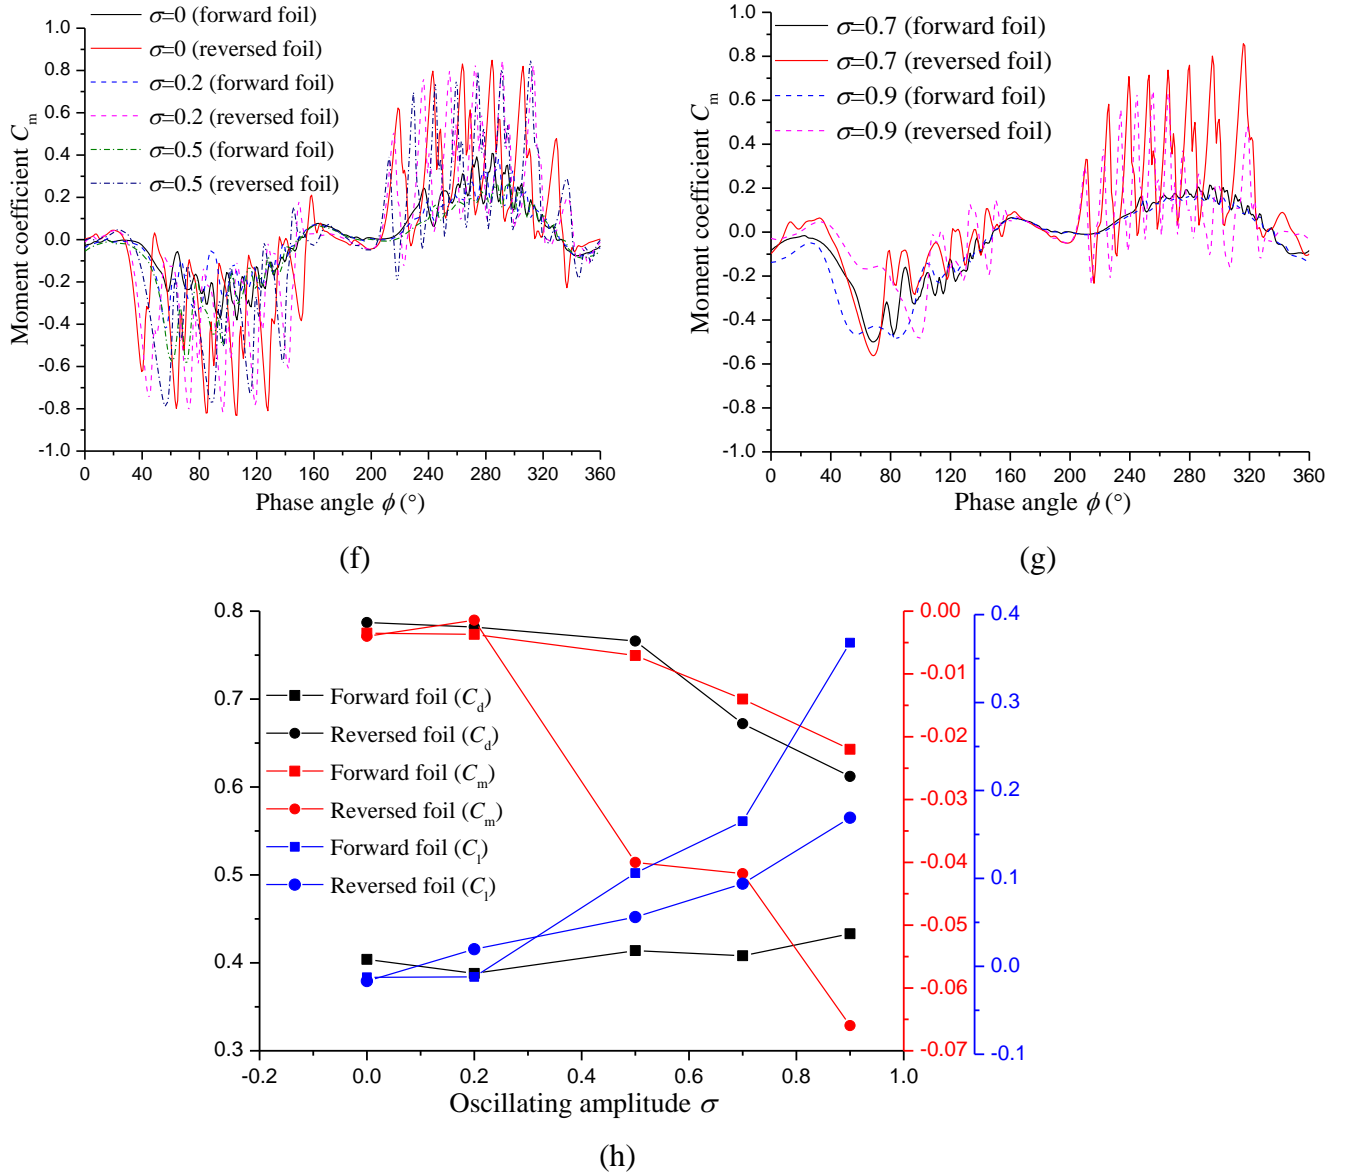 Moment coefficient Cm
1.0
0.8
0.6
0.4
0.2
0.0
-0.2
-0.4
-0.6
-0.8
-1.0
σ=0 (forward foil)
σ=0 (reversed foil)
σ=0.2 (forward foil)
σ=0.2 (reversed foil)
σ=0.5 (forward foil)
σ=0.5 (reversed foil)
0 40 80 120 160 200 240 280 320 360
Phase angle ϕ (°)
(f)
Moment coefficient Cm
1.0
0.8
0.6
0.4
0.2
0.0
-0.2
-0.4
-0.6
-0.8
-1.0
σ=0.7 (forward foil)
σ=0.7 (reversed foil)
σ=0.9 (forward foil)
σ=0.9 (reversed foil)
0 40 80 120 160 200 240 280 320 360
Phase angle ϕ (°)
(g)
0.8
0.7
0.6
0.5
0.4
0.3
Forward foil (Cd)
Reversed foil (Cd)
Forward foil (Cm)
Reversed foil (Cm)
Forward foil (Cl)
Reversed foil (Cl)
0.00
-0.01
-0.02
-0.03
-0.04
-0.05
-0.06
-0.07
0.4
0.3
0.2
0.1
0.0
-0.1
-0.2 0.0 0.2 0.4 0.6 0.8 1.0
Oscillating amplitude σ
(h)